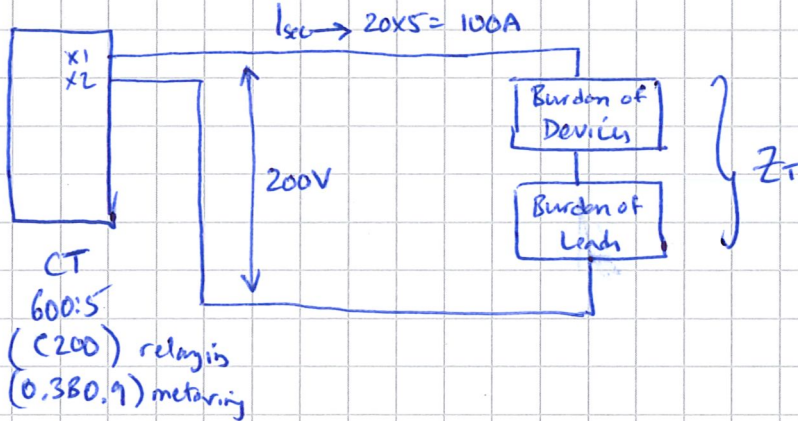 Isec → 20X5 = 100A
X1
X2
Burden of
Devices
200V
ZT
Burden of
Leads
CT
600:5
(C200) relaying
(0.3B0.9) metering